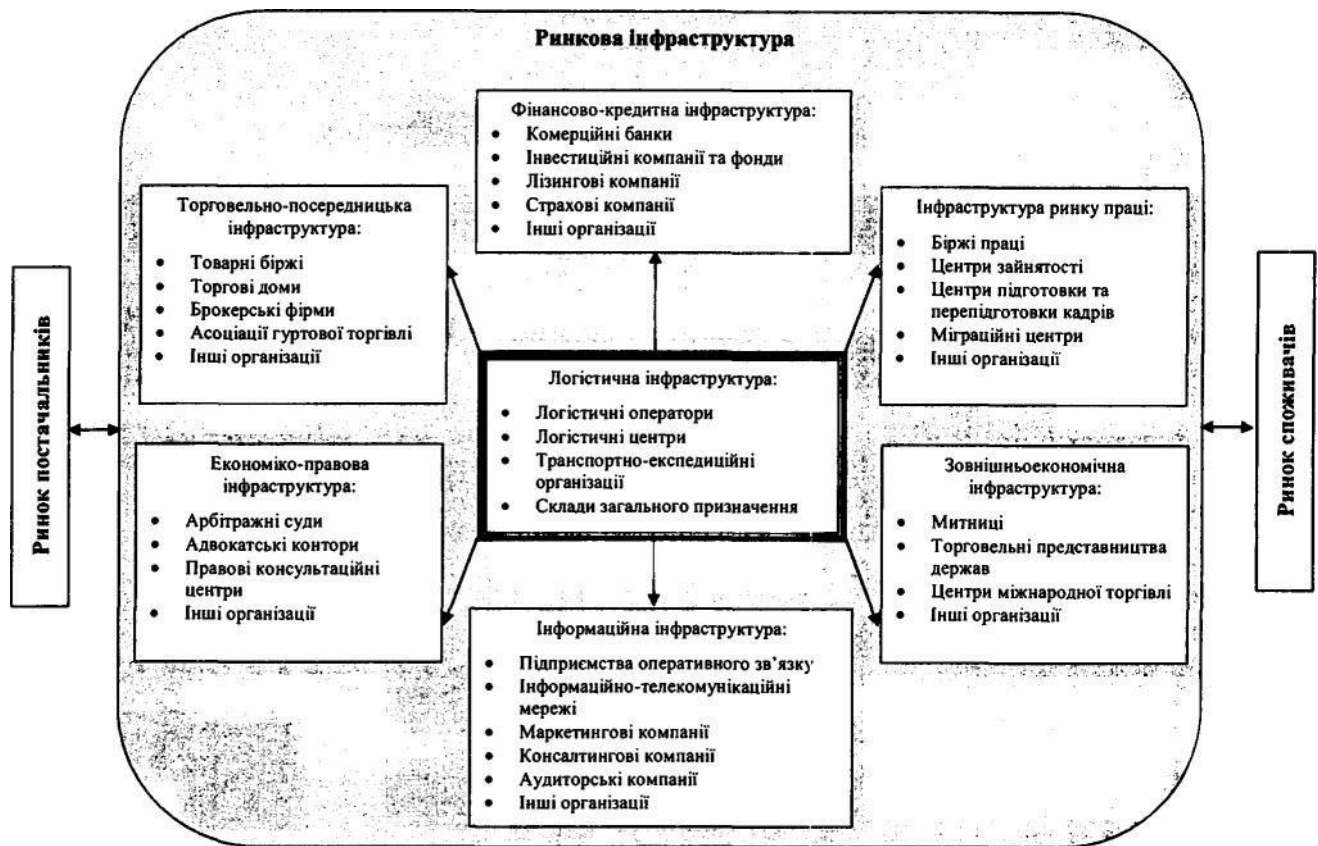 Ринкова інфраструктура
Фінансово-кредитна інфраструктура:
• Комерційні банки
• Інвестиційні компанії та фонди
• Лізингові компанії
• Страхові компанії
• Інші організації
Торговельно-посередницька
інфраструктура:
• Товарні біржі
• Торгові доми
• Брокерські фірми
• Асоціації гуртової торгівлі
• Інші організації
Інфраструктура ринку праці:
• Біржі праці
• Центри зайнятості
• Центри підготовки та
перепідготовки кадрів
• Міграційні центри
• Інші організації
Ринок постачальників
Логістична інфраструктура:
• Логістичні оператори
• Логістичні центри
• Транспортно-експедиційні
організації
• Склади загального призначення
Ринок споживачів
Економіко-правова
інфраструктура:
• Арбітражні суди
• Адвокатські контори
• Правові консультаційні
центри
• Інші організації
Зовнішньоекономічна
інфраструктура:
• Митниці
• Торговельні представництва
держав
• Центри міжнародної торгівлі
• Інші організації
Інформаційна інфраструктура:
• Підприємства оперативного зв’язку
• Інформаційно-телекомунікаційні
мережі
• Маркетингові компанії
• Консалтингові компанії
• Аудиторські компанії
• Інші організації